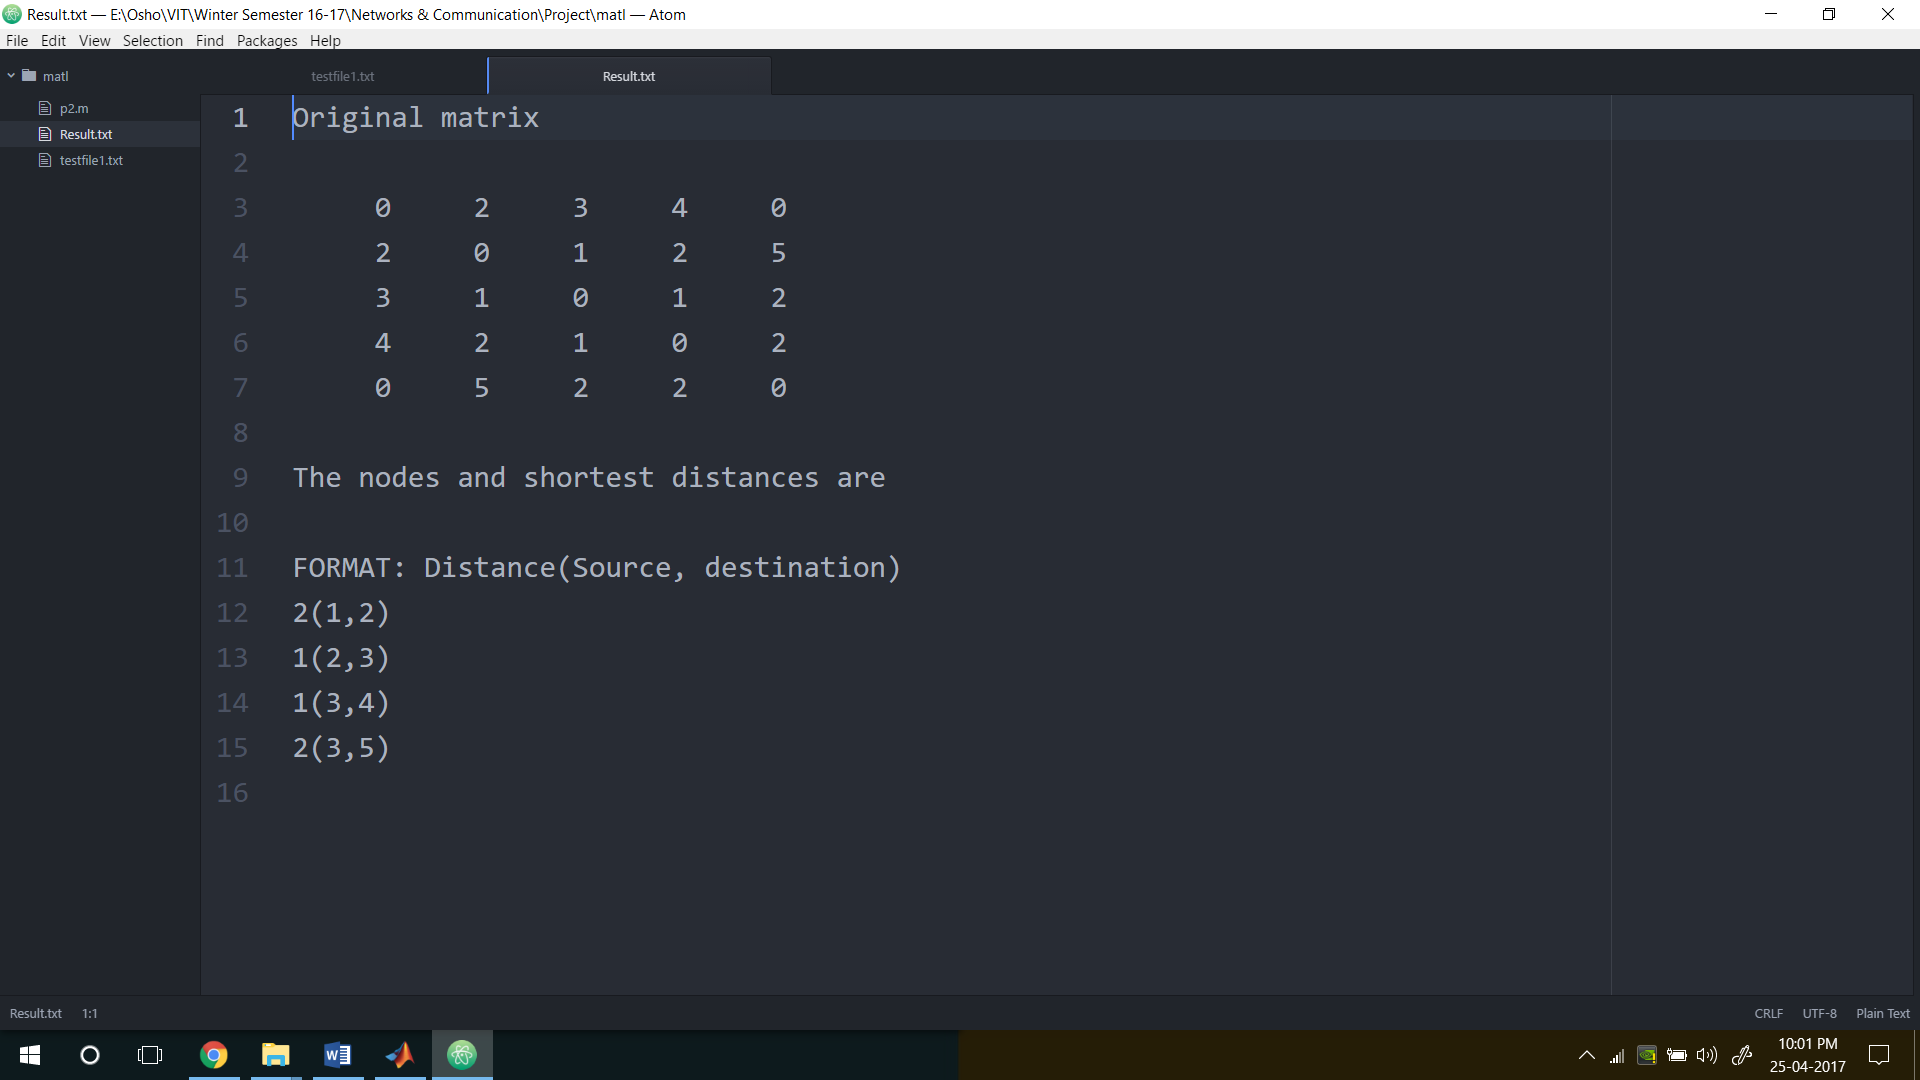 Result.txt — E:\Osho\VIT\Winter Semester 16-17\Networks & Communication\Project\matl — Atom
File Edit View Selection Find Packages Help
matl
p2.m
Result.txt
testfile1.txt
testfile1.txt Result.txt
1 Original matrix
2
3 0 2 3 4 0
4 2 0 1 2 5
5 3 1 0 1 2
6 4 2 1 0 2
7 0 5 2 2 0
8
9 The nodes and shortest distances are
10
11 FORMAT: Distance(Source, destination)
12 2(1,2)
13 1(2,3)
14 1(3,4)
15 2(3,5)
16
Result.txt 1:1 CRLF UTF-8 Plain Text
10:01 PM
25-04-2017